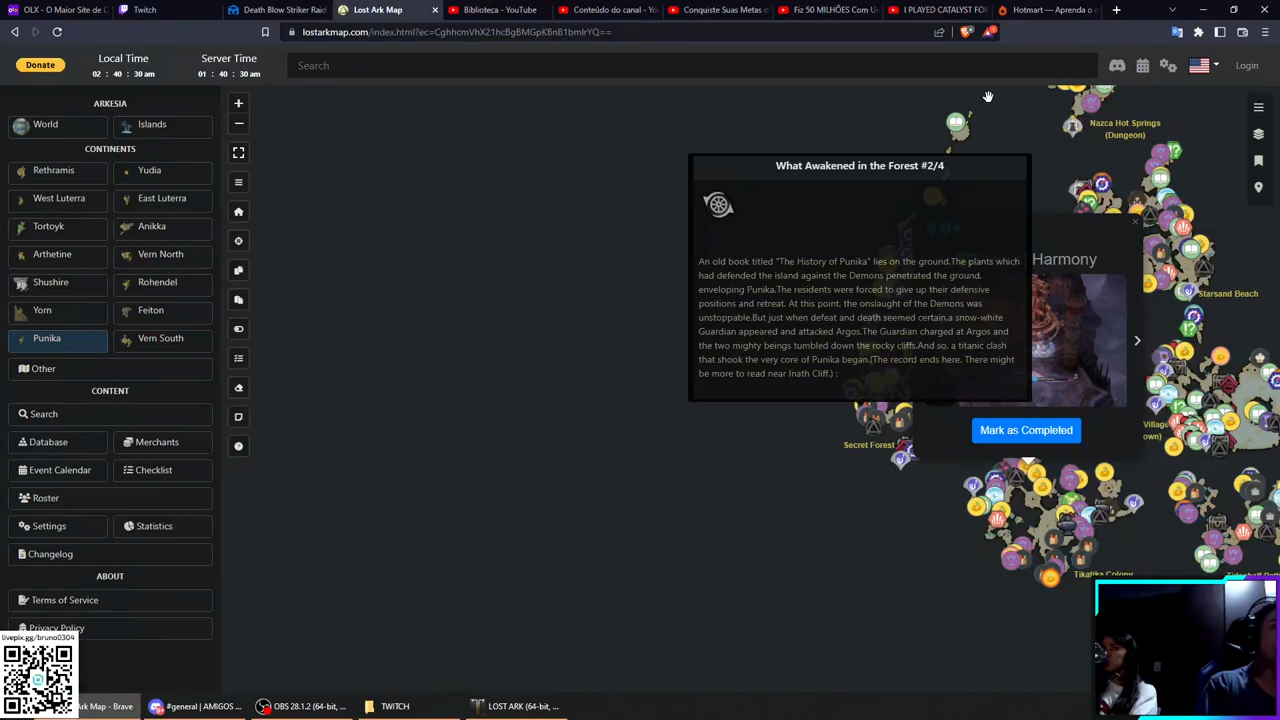 OLX - O Maior Site de C
Twitch
Death Blow Striker Raid
Lost Ark Map
Biblioteca - YouTube
Conteúdo do canal - You
Conquiste Suas Metas o
Fiz 50 MILHÕES Com U
I PLAYED CATALYST FOR
Hotmart — Aprenda o c
lostarkmap.com/index.html?ec=CghhcmVhX21hcBgBMGpKBnB1bmlrYQ==
Donate
Local Time
02 : 40 : 30 am
Server Time
01 : 40 : 30 am
Search
Login
ARKESIA
World
Islands
CONTINENTS
Rethramis
Yudia
West Luterra
East Luterra
Tortoyk
Anikka
Arthetine
Vern North
Shushire
Rohendel
Yorn
Feiton
Punika
Vern South
Other
CONTENT
Search
Database
Merchants
Event Calendar
Checklist
Roster
Settings
Statistics
Changelog
ABOUT
Terms of Service
Privacy Policy
What Awakened in the Forest #2/4
An old book titled "The History of Punika" lies on the ground.The plants which
had defended the island against the Demons penetrated the ground,
enveloping Punika.The residents were forced to give up their defensive
positions and retreat. At this point, the onslaught of the Demons was
unstoppable.But just when defeat and death seemed certain,a snow-white
Guardian appeared and attacked Argos.The Guardian charged at Argos and
the two mighty beings tumbled down the rocky cliffs.And so, a titanic clash
that shook the very core of Punika began.(The record ends here. There might
be more to read near Inath Cliff.) :
Harmony
Mark as Completed
Nazca Hot Springs
(Dungeon)
Starsand Beach
Village
own)
Secret Forest
Tikatika Colony
livepix.gg/bruno0304
Ark Map - Brave
#general | AMIGOS ...
OBS 28.1.2 (64-bit, ...
TWITCH
LOST ARK (64-bit, ...